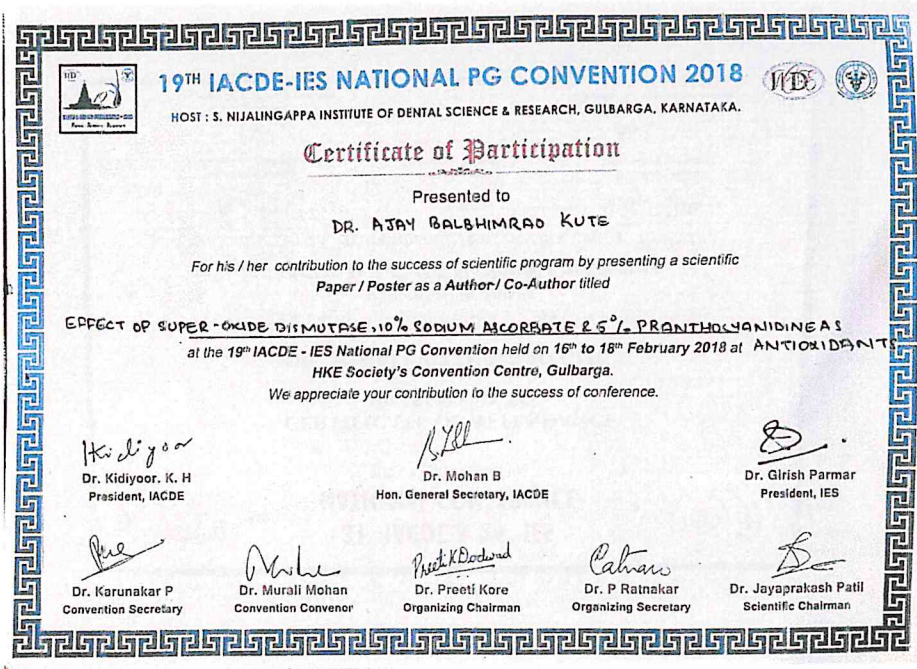 19TH IACDE-IES NATIONAL PG CONVENTION 2018
HOST : S. NIJALINGAPPA INSTITUTE OF DENTAL SCIENCE & RESEARCH, GULBARGA, KARNATAKA.
Certificate of Participation
Presented to
DR. AJAY BALBHIMRAO KUTE
For his / her contribution to the success of scientific program by presenting a scientific
Paper / Poster as a Author / Co-Author titled
EFFECT OF SUPER-OXIDE DISMUTASE, 10% SODIUM ASCORBATE & 5% PRANTHOCYANIDINE AS
at the 19th IACDE - IES National PG Convention held on 16th to 18th February 2018 at ANTIOXIDANTS
HKE Society's Convention Centre, Gulbarga.
We appreciate your contribution to the success of conference.
Dr. Kidiyoor. K. H
President, IACDE
Dr. Mohan B
Hon. General Secretary, IACDE
Dr. Girish Parmar
President, IES
Dr. Karunakar P
Convention Secretary
Dr. Murali Mohan
Convention Convenor
Dr. Preeti Kore
Organizing Chairman
Dr. P Ratnakar
Organizing Secretary
Dr. Jayaprakash Patil
Scientific Chairman